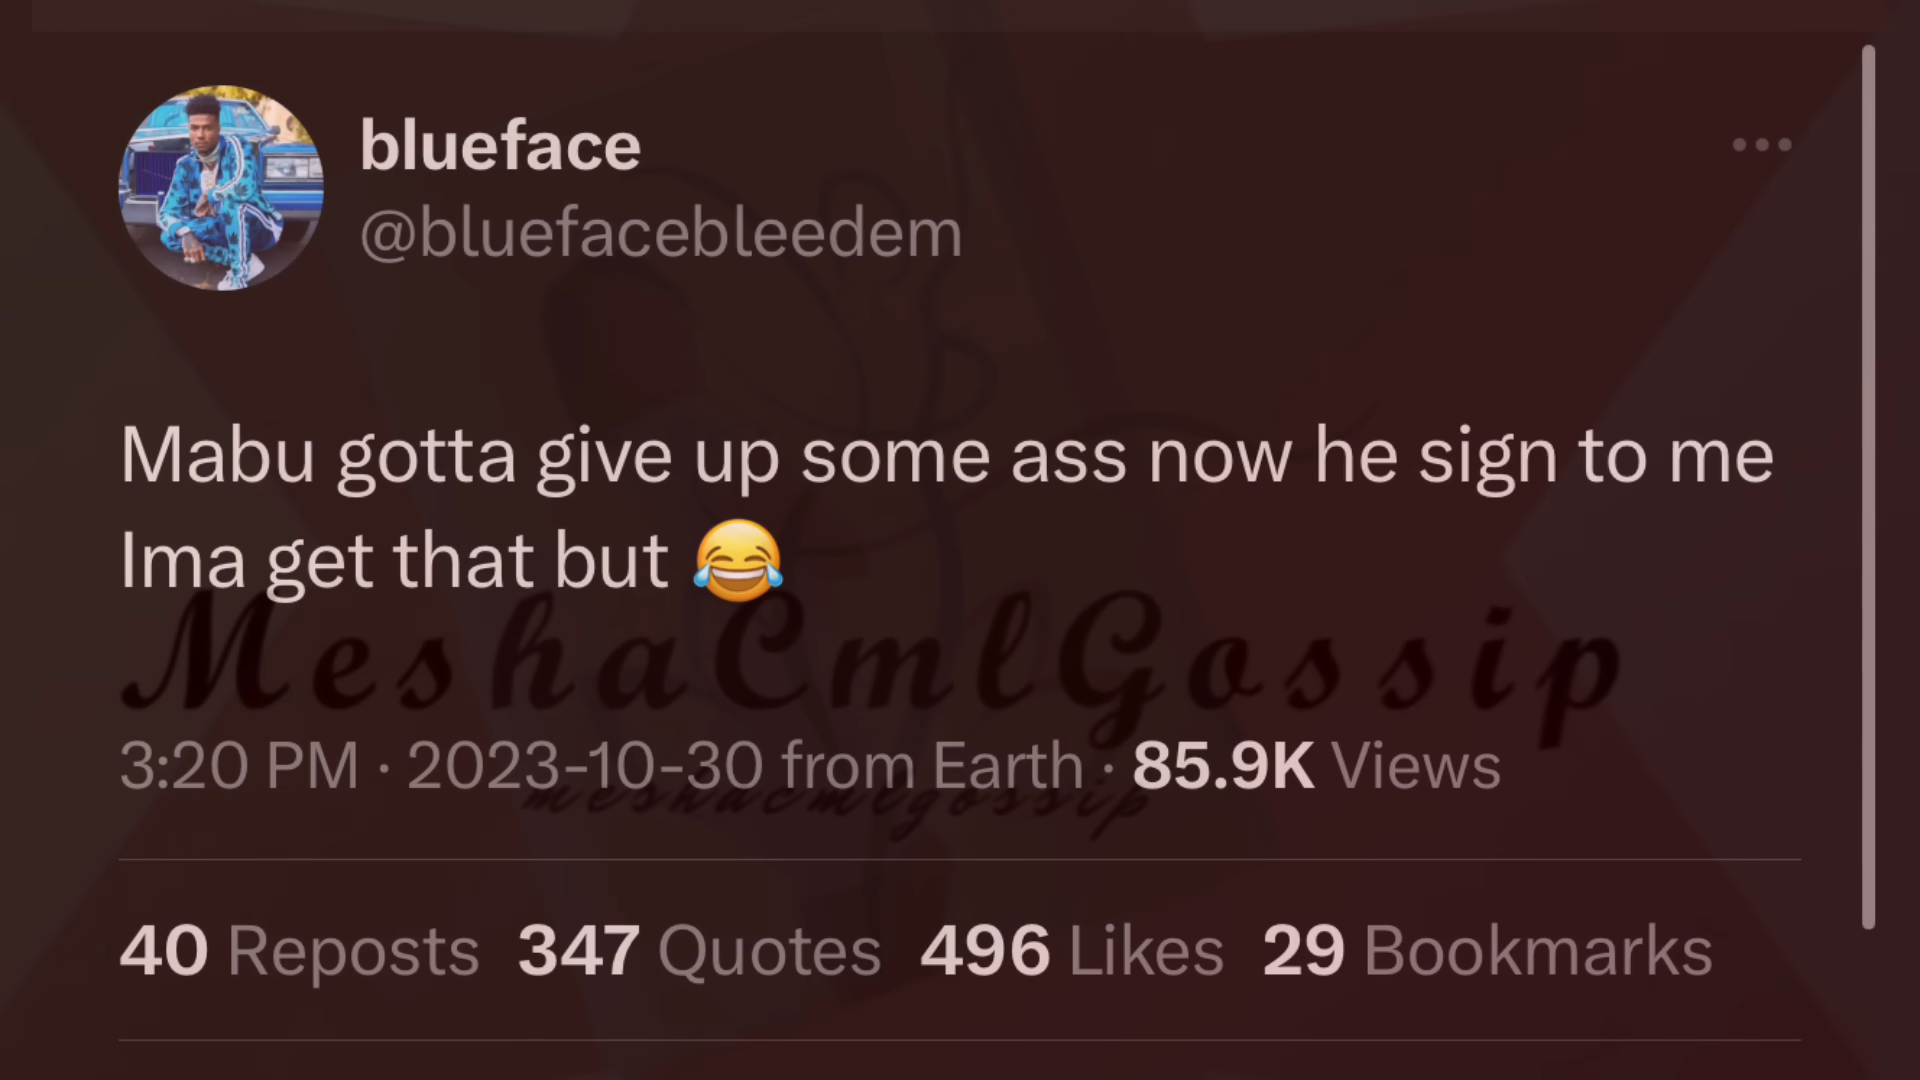 blueface
@bluefacebleedem
Mabu gotta give up some ass now he sign to me
Ima get that but 😂
MeshaCmlGossip
3:20 PM · 2023-10-30 from Earth · 85.9K Views
meshacmlgossip
40 Reposts 347 Quotes 496 Likes 29 Bookmarks